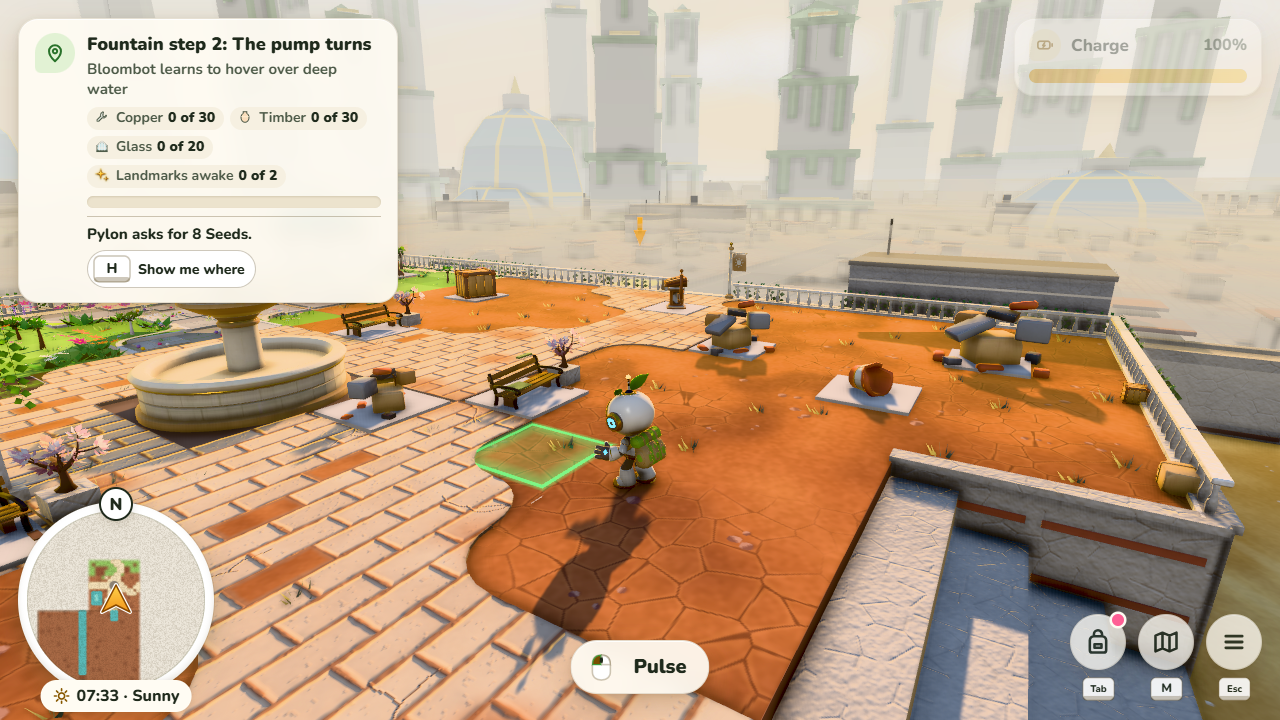 Fountain step 2: The pump turns
Bloombot learns to hover over deep
water
Copper 0 of 30 Timber 0 of 30
Glass 0 of 20
Landmarks awake 0 of 2
Pylon asks for 8 Seeds.
H Show me where
Charge 100%
N
07:33 · Sunny
Pulse
Tab M Esc